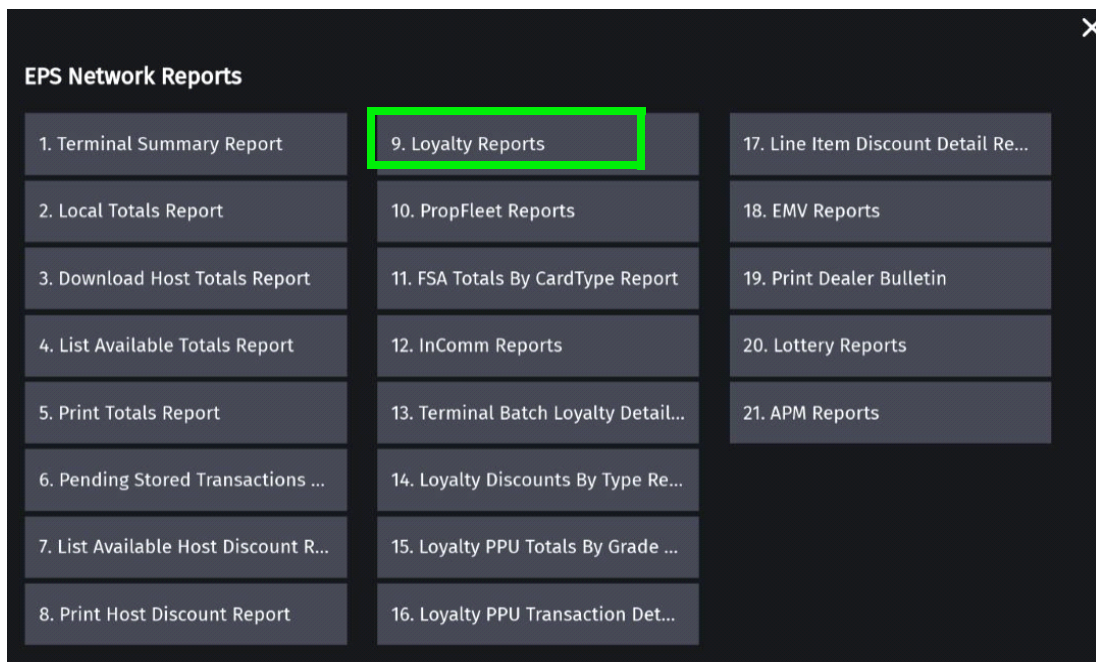 EPS Network Reports
1. Terminal Summary Report
2. Local Totals Report
3. Download Host Totals Report
4. List Available Totals Report
5. Print Totals Report
6. Pending Stored Transactions ...
7. List Available Host Discount R...
8. Print Host Discount Report
9. Loyalty Reports
10. PropFleet Reports
11. FSA Totals By CardType Report
12. InComm Reports
13. Terminal Batch Loyalty Detail...
14. Loyalty Discounts By Type Re...
15. Loyalty PPU Totals By Grade ...
16. Loyalty PPU Transaction Det...
17. Line Item Discount Detail Re...
18. EMV Reports
19. Print Dealer Bulletin
20. Lottery Reports
21. APM Reports